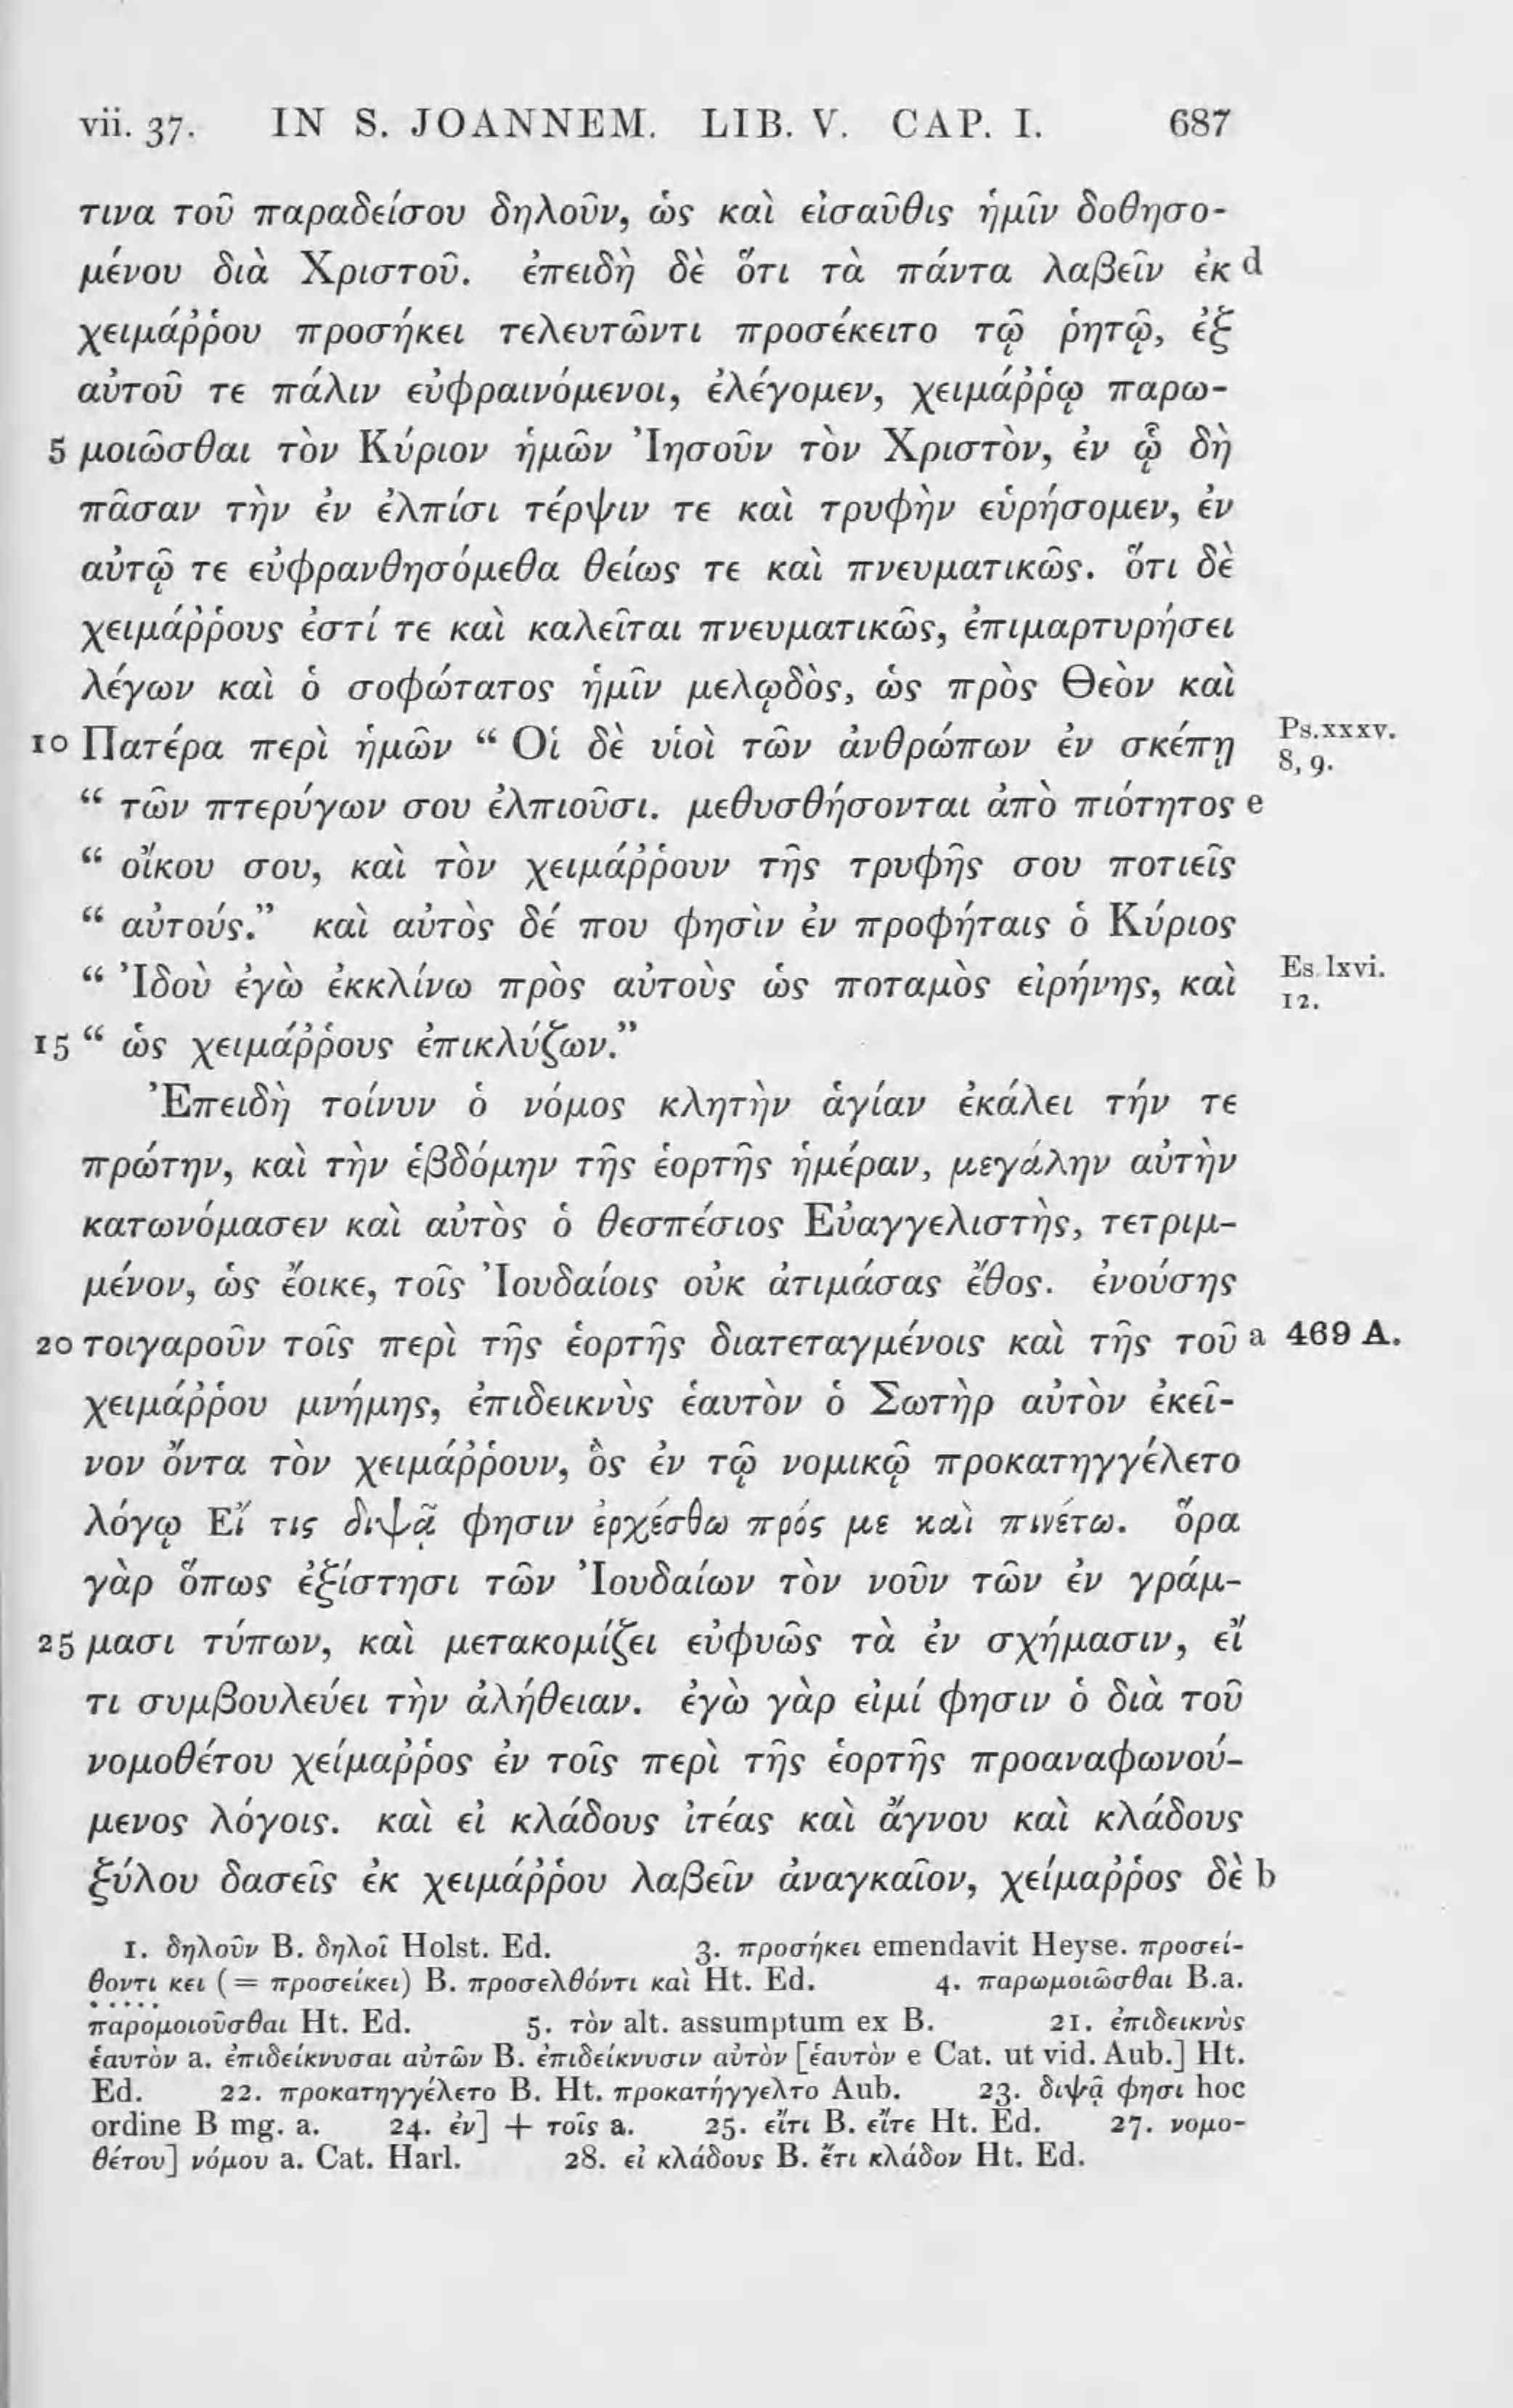 vii. 37. IN S. JOANNEM. LIB. V. CAP. I. 687
τινα τοῦ παραδείσου δηλοῦν, ὡς καὶ εἰσαῦθις ἡμῖν δοθησο-
μένου διὰ Χριστοῦ. ἐπειδὴ δὲ ὅτι τὰ πάντα λαβεῖν ἐκ d
χειμάῤῥου προσήκει τελευτῶντι προσέκειτο τῷ ῥητῷ, ἐξ
αὐτοῦ τε πάλιν εὐφραινόμενοι, ἐλέγομεν, χειμάῤῥῳ παρω-
5 μοιῶσθαι τὸν Κύριον ἡμῶν Ἰησοῦν τὸν Χριστὸν, ἐν ᾧ δὴ
πᾶσαν τὴν ἐν ἐλπίσι τέρψιν τε καὶ τρυφὴν εὑρήσομεν, ἐν
αὐτῷ τε εὐφρανθησόμεθα θείως τε καὶ πνευματικῶς. ὅτι δὲ
χειμάῤῥους ἐστί τε καὶ καλεῖται πνευματικῶς, ἐπιμαρτυρήσει
λέγων καὶ ὁ σοφώτατος ἡμῖν μελῳδὸς, ὡς πρὸς Θεὸν καὶ
10 Πατέρα περὶ ἡμῶν “ Οἱ δὲ υἱοὶ τῶν ἀνθρώπων ἐν σκέπῃ Ps.xxxv. 8, 9.
“ τῶν πτερύγων σου ἐλπιοῦσι. μεθυσθήσονται ἀπὸ πιότητος e
“ οἴκου σου, καὶ τὸν χειμάῤῥουν τῆς τρυφῆς σου ποτιεῖς
“ αὐτούς.” καὶ αὐτὸς δέ που φησὶν ἐν προφήταις ὁ Κύριος
“ Ἰδοὺ ἐγὼ ἐκκλίνω πρὸς αὐτοὺς ὡς ποταμὸς εἰρήνης, καὶ Es. lxvi. 12.
15 “ ὡς χειμάῤῥους ἐπικλύζων.”
Ἐπειδὴ τοίνυν ὁ νόμος κλητὴν ἁγίαν ἐκάλει τήν τε
πρώτην, καὶ τὴν ἑβδόμην τῆς ἑορτῆς ἡμέραν, μεγάλην αὐτὴν
κατωνόμασεν καὶ αὐτὸς ὁ θεσπέσιος Εὐαγγελιστὴς, τετριμ-
μένον, ὡς ἔοικε, τοῖς Ἰουδαίοις οὐκ ἀτιμάσας ἔθος. ἐνούσης
20 τοιγαροῦν τοῖς περὶ τῆς ἑορτῆς διατεταγμένοις καὶ τῆς τοῦ a 469 A.
χειμάῤῥου μνήμης, ἐπιδεικνὺς ἑαυτὸν ὁ Σωτὴρ αὐτὸν ἐκεῖ-
νον ὄντα τὸν χειμάῤῥουν, ὃς ἐν τῷ νομικῷ προκατηγγέλετο
λόγῳ Εἴ τις διψᾷ φησιν ἐρχέσθω πρός με καὶ πινέτω. ὅρα
γὰρ ὅπως ἐξίστησι τῶν Ἰουδαίων τὸν νοῦν τῶν ἐν γράμ-
25 μασι τύπων, καὶ μετακομίζει εὐφυῶς τὰ ἐν σχήμασιν, εἴ
τι συμβουλεύει τὴν ἀλήθειαν. ἐγὼ γὰρ εἰμί φησιν ὁ διὰ τοῦ
νομοθέτου χείμαῤῥος ἐν τοῖς περὶ τῆς ἑορτῆς προαναφωνού-
μενος λόγοις. καὶ εἰ κλάδους ἰτέας καὶ ἄγνου καὶ κλάδους
ξύλου δασεῖς ἐκ χειμάῤῥου λαβεῖν ἀναγκαῖον, χείμαῤῥος δὲ b
1. δηλοῦν B. δηλοῖ Holst. Ed. 3. προσήκει emendavit Heyse. προσεί-
θοντι κει (= προσείκει) B. προσελθόντι καὶ Ht. Ed. 4. παρωμοιῶσθαι B.a.
παρομοιοῦσθαι Ht. Ed. 5. τὸν alt. assumptum ex B. 21. ἐπιδεικνὺς
ἑαυτὸν a. ἐπιδείκνυσαι αὐτῶν B. ἐπιδείκνυσιν αὐτὸν [ἑαυτὸν e Cat. ut vid. Aub.] Ht.
Ed. 22. προκατηγγέλετο B. Ht. προκατήγγελτο Aub. 23. διψᾷ φησι hoc
ordine B mg. a. 24. ἐν] + τοῖς a. 25. εἴτι B. εἴτε Ht. Ed. 27. νομο-
θέτου] νόμου a. Cat. Harl. 28. εἰ κλάδους B. ἔτι κλάδον Ht. Ed.